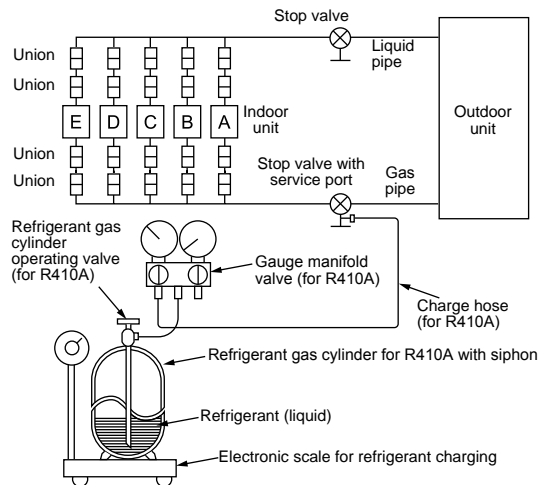 Stop valve
Liquid
pipe
Union
Union
E D C B A
Indoor
unit
Outdoor
unit
Union
Union
Stop valve with
service port
Gas
pipe
Refrigerant gas
cylinder
operating valve
(for R410A)
Gauge manifold
valve (for R410A)
Charge hose
(for R410A)
Refrigerant gas cylinder for R410A with siphon
Refrigerant (liquid)
Electronic scale for refrigerant charging